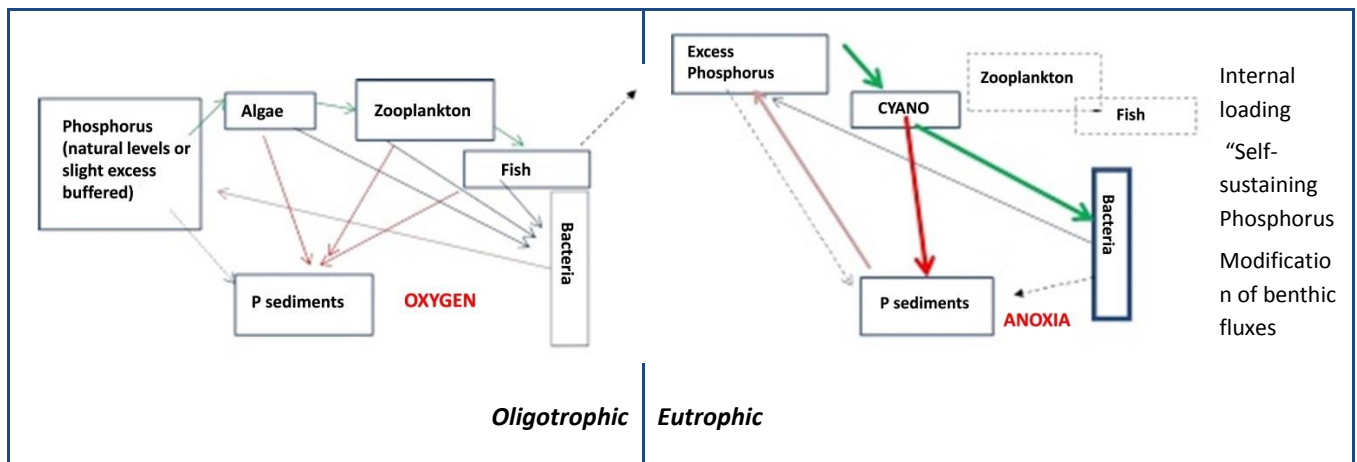 Phosphorus
(natural levels or
slight excess
buffered)
Algae
Zooplankton
Fish
Bacteria
P sediments
OXYGEN
Oligotrophic
Excess
Phosphorus
CYANO
Zooplankton
Fish
Bacteria
P sediments
ANOXIA
Internal
loading
“Self-
sustaining
Phosphorus
Modificatio
n of benthic
fluxes
Eutrophic